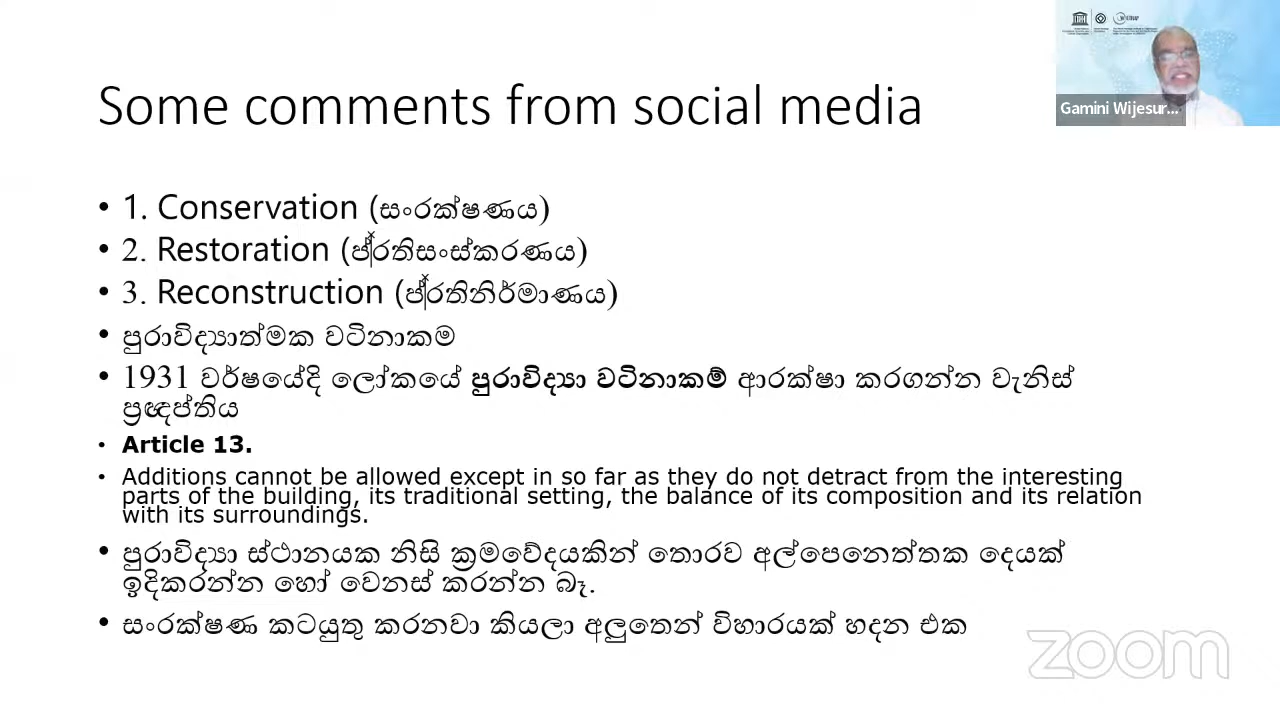 Some comments from social media
Gamini Wijesur...
• 1. Conservation (සංරක්ෂණය)
• 2. Restoration (ප්‍රතිසංස්කරණය)
• 3. Reconstruction (ප්‍රතිනිර්මාණය)
• පුරාවිද්‍යාත්මක වටිනාකම
• 1931 වර්ෂයේදි ලෝකයේ පුරාවිද්‍යා වටිනාකම් ආරක්ෂා කරගන්න වැනිස්
ප්‍රඥප්තිය
• Article 13.
• Additions cannot be allowed except in so far as they do not detract from the interesting
parts of the building, its traditional setting, the balance of its composition and its relation
with its surroundings.
• පුරාවිද්‍යා ස්ථානයක නිසි ක්‍රමවේදයකින් තොරව අල්පෙනෙත්තක දෙයක්
ඉදිකරන්න හෝ වෙනස් කරන්න බෑ.
• සංරක්ෂණ කටයුතු කරනවා කියලා අලුතෙන් විහාරයක් හදන එක
zoom